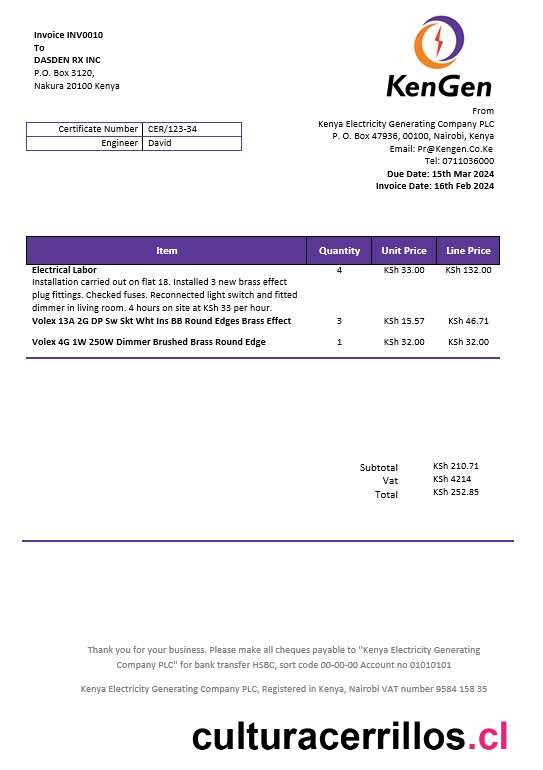 Invoice INV0010
To
DASDEN RX INC
P.O. Box 3120,
Nakura 20100 Kenya
KenGen
From
Kenya Electricity Generating Company PLC
P. O. Box 47936, 00100, Nairobi, Kenya
Email: Pr@Kengen.Co.Ke
Tel: 0711036000
Due Date: 15th Mar 2024
Invoice Date: 16th Feb 2024
Certificate Number CER/123-34
Engineer David
Item Quantity Unit Price Line Price
Electrical Labor 4 KSh 33.00 KSh 132.00
Installation carried out on flat 18. Installed 3 new brass effect
plug fittings. Checked fuses. Reconnected light switch and fitted
dimmer in living room. 4 hours on site at KSh 33 per hour.
Volex 13A 2G DP Sw Skt Wht Ins BB Round Edges Brass Effect 3 KSh 15.57 KSh 46.71
Volex 4G 1W 250W Dimmer Brushed Brass Round Edge 1 KSh 32.00 KSh 32.00
Subtotal KSh 210.71
Vat KSh 4214
Total KSh 252.85
Thank you for your business. Please make all cheques payable to "Kenya Electricity Generating
Company PLC" for bank transfer HSBC, sort code 00-00-00 Account no 01010101
Kenya Electricity Generating Company PLC, Registered in Kenya, Nairobi VAT number 9584 158 35
culturacerrillos.cl